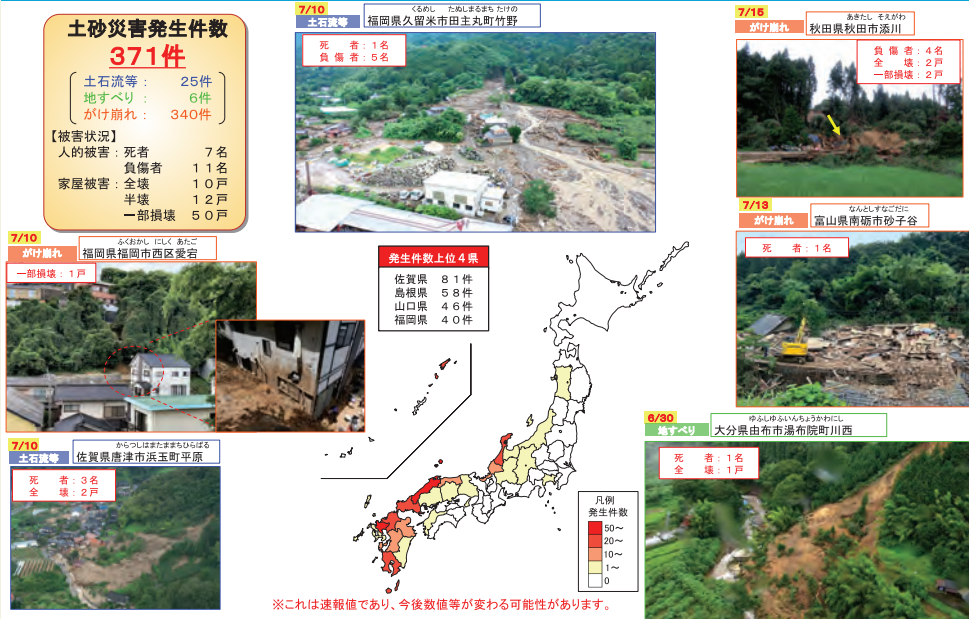 土砂災害発生件数
371件
土石流等： 25件
地すべり： 6件
がけ崩れ： 340件
【被害状況】
人的被害：死者 ７名
負傷者 １１名
家屋被害：全壊 １０戸
半壊 １２戸
一部損壊 ５０戸
7/10
土石流等
くるめし たぬしまるまち たけの
福岡県久留米市田主丸町竹野
死 者：１名
負傷者：５名
7/15
がけ崩れ
あきたし そえがわ
秋田県秋田市添川
負傷者：４名
全 壊：２戸
一部損壊：２戸
7/13
がけ崩れ
なんとしすなごだに
富山県南砺市砂子谷
死 者：１名
7/10
がけ崩れ
ふくおかし にしく あたご
福岡県福岡市西区愛宕
一部損壊：１戸
発生件数上位４県
佐賀県 ８１件
島根県 ５８件
山口県 ４６件
福岡県 ４０件
7/10
土石流等
からつしはまたままちひらばる
佐賀県唐津市浜玉町平原
死 者：３名
全 壊：２戸
6/30
地すべり
ゆふしゆふいんちょうかわにし
大分県由布市湯布院町川西
死 者：１名
全 壊：１戸
凡例
発生件数
50～
20～
10～
1～
0
※これは速報値であり、今後数値等が変わる可能性があります。